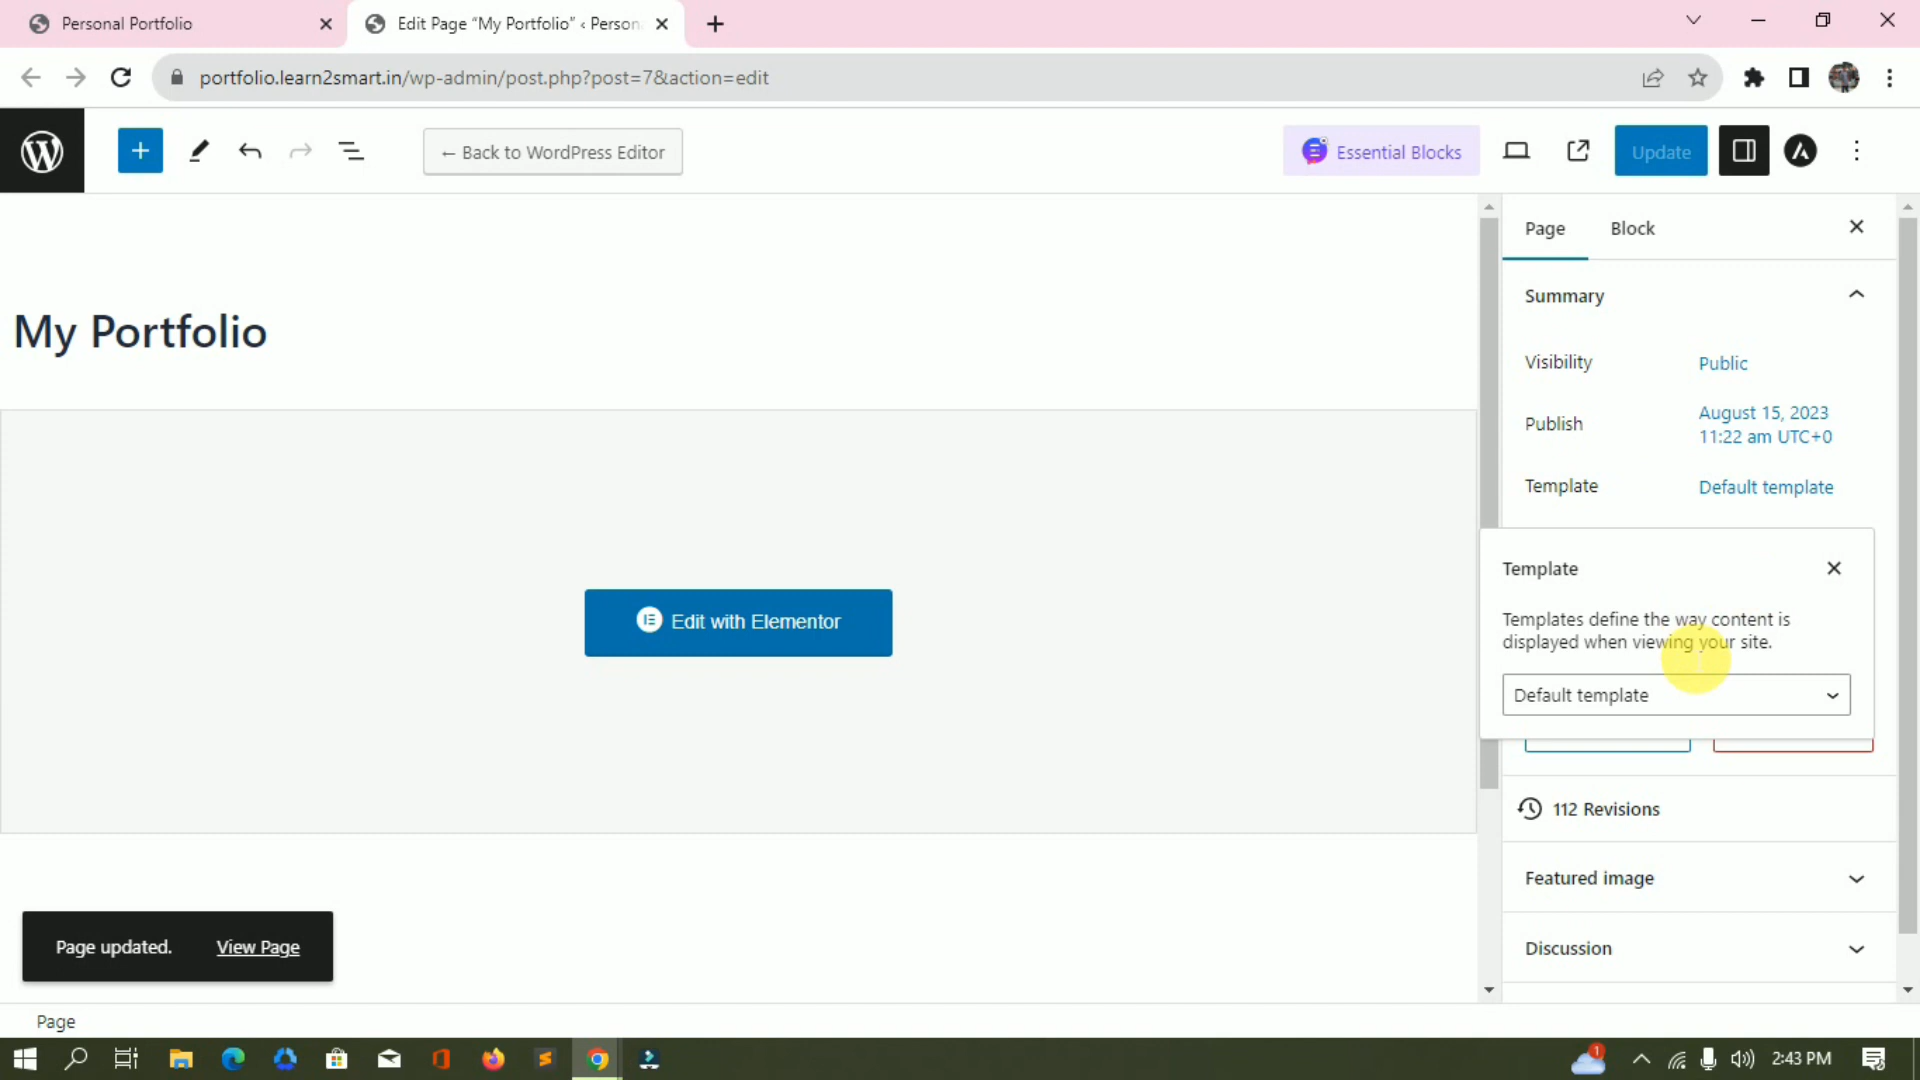 Personal Portfolio
Edit Page “My Portfolio” ‹ Person
portfolio.learn2smart.in/wp-admin/post.php?post=7&action=edit
← Back to WordPress Editor
Essential Blocks
Update
Page Block
Summary
My Portfolio
Visibility Public
Publish August 15, 2023
11:22 am UTC+0
Template Default template
Template
Templates define the way content is
displayed when viewing your site.
Default template
Edit with Elementor
112 Revisions
Featured image
Discussion
Page updated. View Page
Page
1
2:43 PM